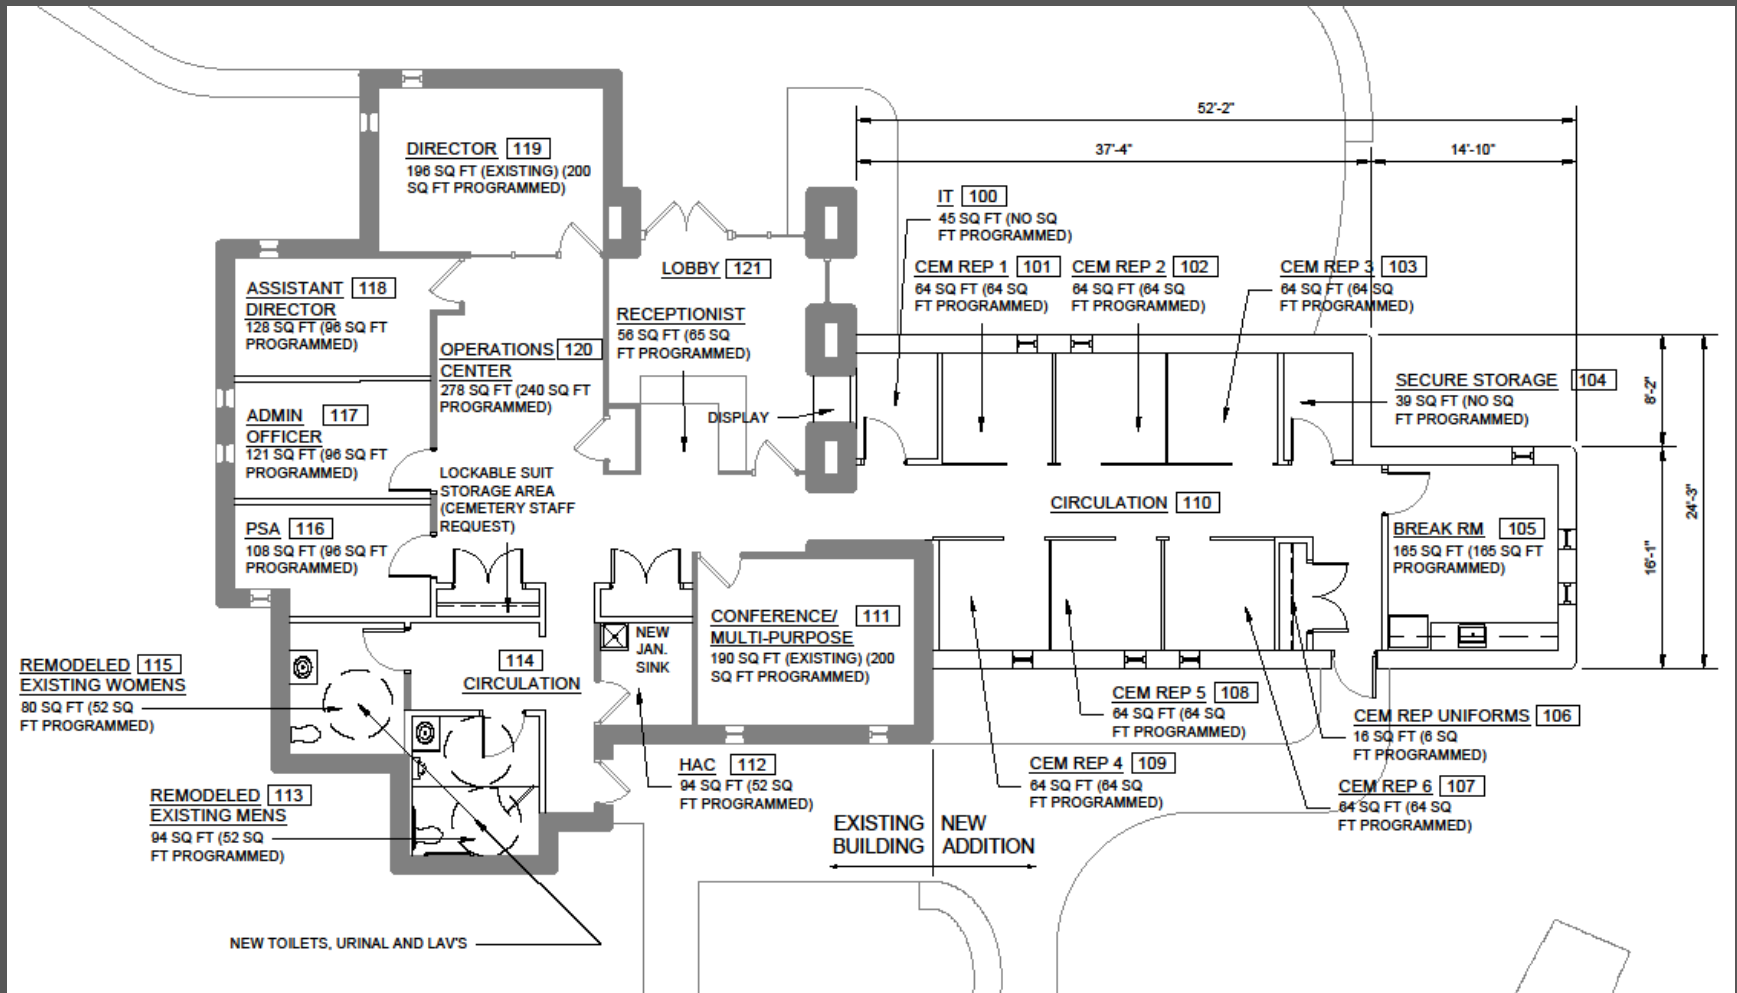 52'-2"
37'-4"
14'-10"
DIRECTOR 119
196 SQ FT (EXISTING) (200
SQ FT PROGRAMMED)
IT 100
45 SQ FT (NO SQ
FT PROGRAMMED)
LOBBY 121
CEM REP 1 101
64 SQ FT (64 SQ
FT PROGRAMMED)
CEM REP 2 102
64 SQ FT (64 SQ
FT PROGRAMMED)
CEM REP 3 103
64 SQ FT (64 SQ
FT PROGRAMMED)
ASSISTANT 118
DIRECTOR
128 SQ FT (96 SQ FT
PROGRAMMED)
RECEPTIONIST
56 SQ FT (65 SQ
FT PROGRAMMED)
OPERATIONS 120
CENTER
278 SQ FT (240 SQ FT
PROGRAMMED)
SECURE STORAGE 104
39 SQ FT (NO SQ
FT PROGRAMMED)
8'-2"
24'-3"
16'-1"
DISPLAY
ADMIN 117
OFFICER
121 SQ FT (96 SQ FT
PROGRAMMED)
LOCKABLE SUIT
STORAGE AREA
(CEMETERY STAFF
REQUEST)
CIRCULATION 110
PSA 116
108 SQ FT (96 SQ FT
PROGRAMMED)
BREAK RM 105
165 SQ FT (165 SQ FT
PROGRAMMED)
CONFERENCE/ 111
MULTI-PURPOSE
190 SQ FT (EXISTING) (200
SQ FT PROGRAMMED)
NEW
JAN.
SINK
114
CIRCULATION
REMODELED 115
EXISTING WOMENS
80 SQ FT (52 SQ
FT PROGRAMMED)
CEM REP 5 108
64 SQ FT (64 SQ
FT PROGRAMMED)
CEM REP UNIFORMS 106
16 SQ FT (6 SQ
FT PROGRAMMED)
HAC 112
94 SQ FT (52 SQ
FT PROGRAMMED)
CEM REP 4 109
64 SQ FT (64 SQ
FT PROGRAMMED)
CEM REP 6 107
64 SQ FT (64 SQ
FT PROGRAMMED)
REMODELED 113
EXISTING MENS
94 SQ FT (52 SQ
FT PROGRAMMED)
EXISTING
BUILDING
NEW
ADDITION
NEW TOILETS, URINAL AND LAV'S